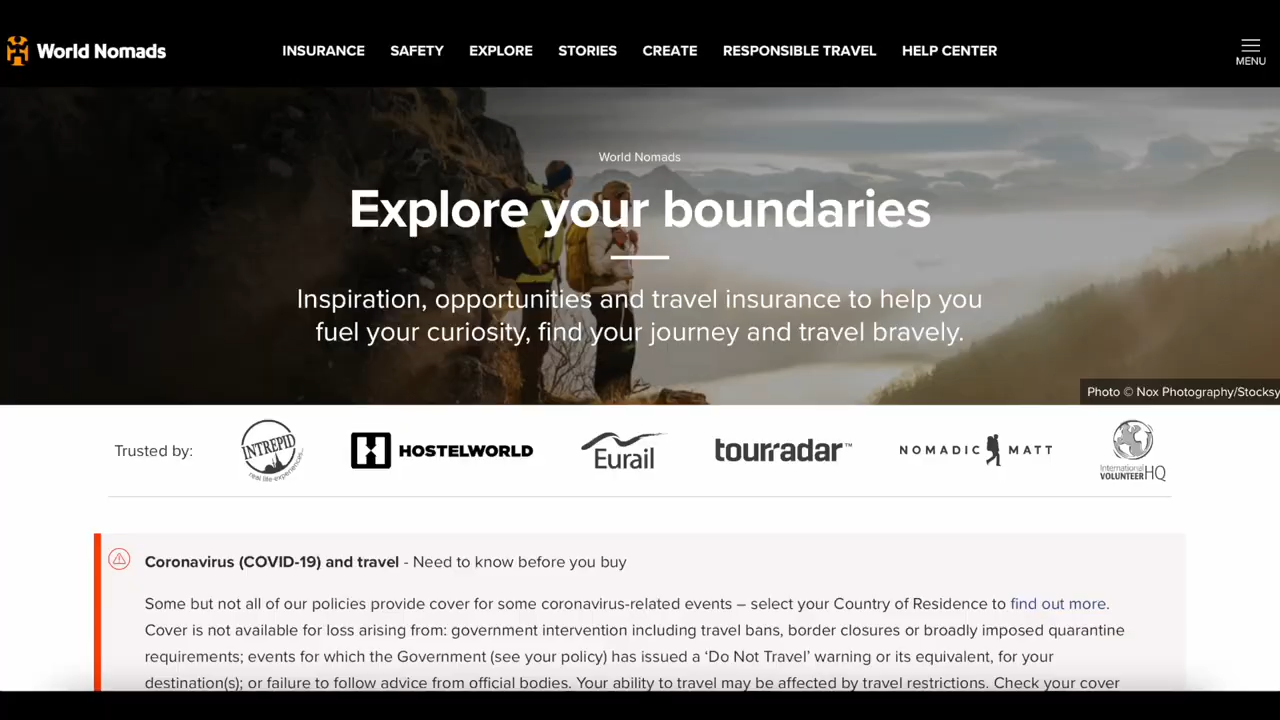 World Nomads
INSURANCE
SAFETY
EXPLORE
STORIES
CREATE
RESPONSIBLE TRAVEL
HELP CENTER
MENU
World Nomads
Explore your boundaries
Inspiration, opportunities and travel insurance to help you
fuel your curiosity, find your journey and travel bravely.
Photo © Nox Photography/Stocksy
Trusted by:
INTREPID
real life experiences...
HOSTELWORLD
Eurail
tourradar™
NOMADIC MATT
International
VOLUNTEER HQ
Coronavirus (COVID-19) and travel - Need to know before you buy
Some but not all of our policies provide cover for some coronavirus-related events – select your Country of Residence to find out more.
Cover is not available for loss arising from: government intervention including travel bans, border closures or broadly imposed quarantine
requirements; events for which the Government (see your policy) has issued a ‘Do Not Travel’ warning or its equivalent, for your
destination(s); or failure to follow advice from official bodies. Your ability to travel may be affected by travel restrictions. Check your cover